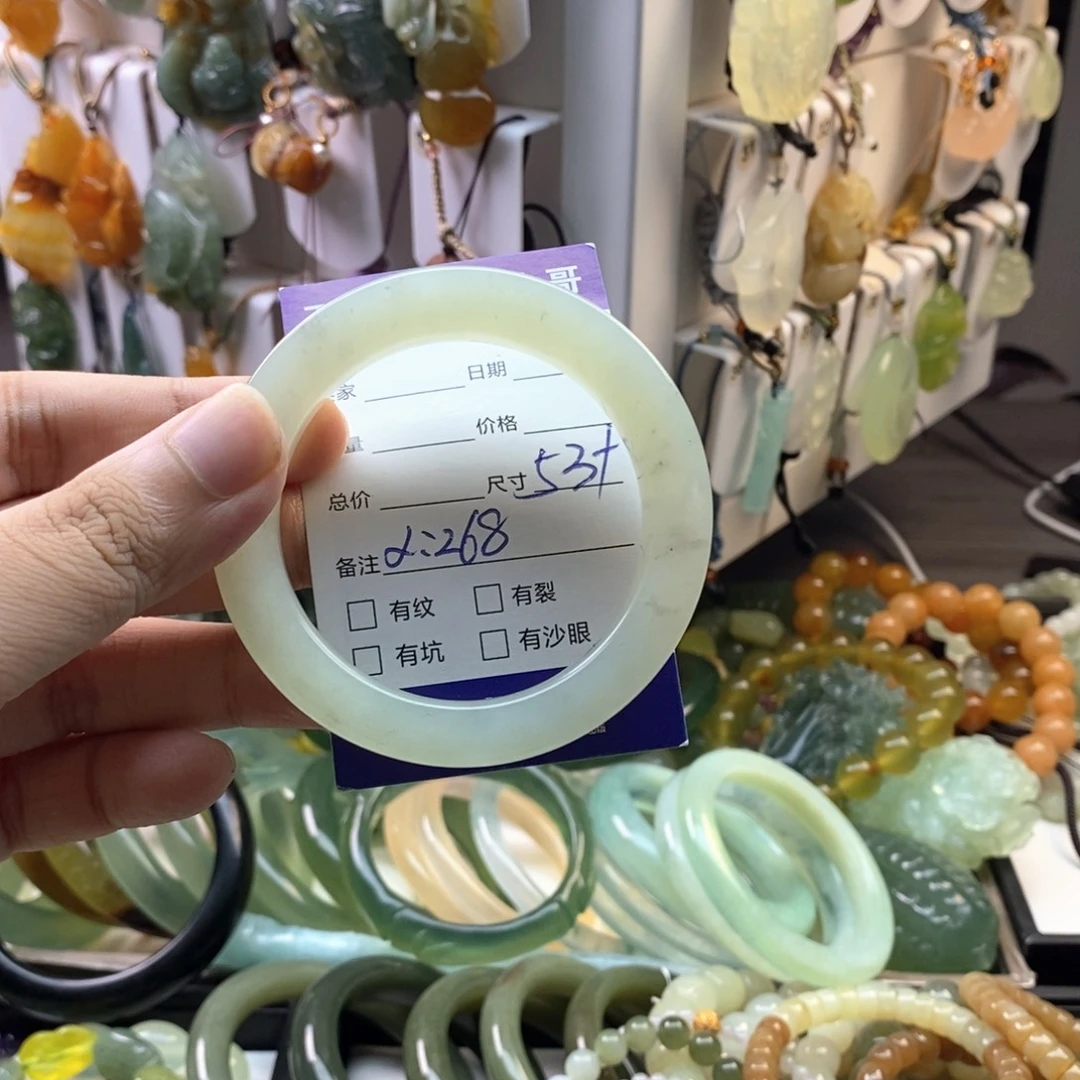 哥
家 日期
量 价格
总价 尺寸 53+
备注 d:268
□ 有纹 □ 有裂
□ 有坑 □ 有沙眼